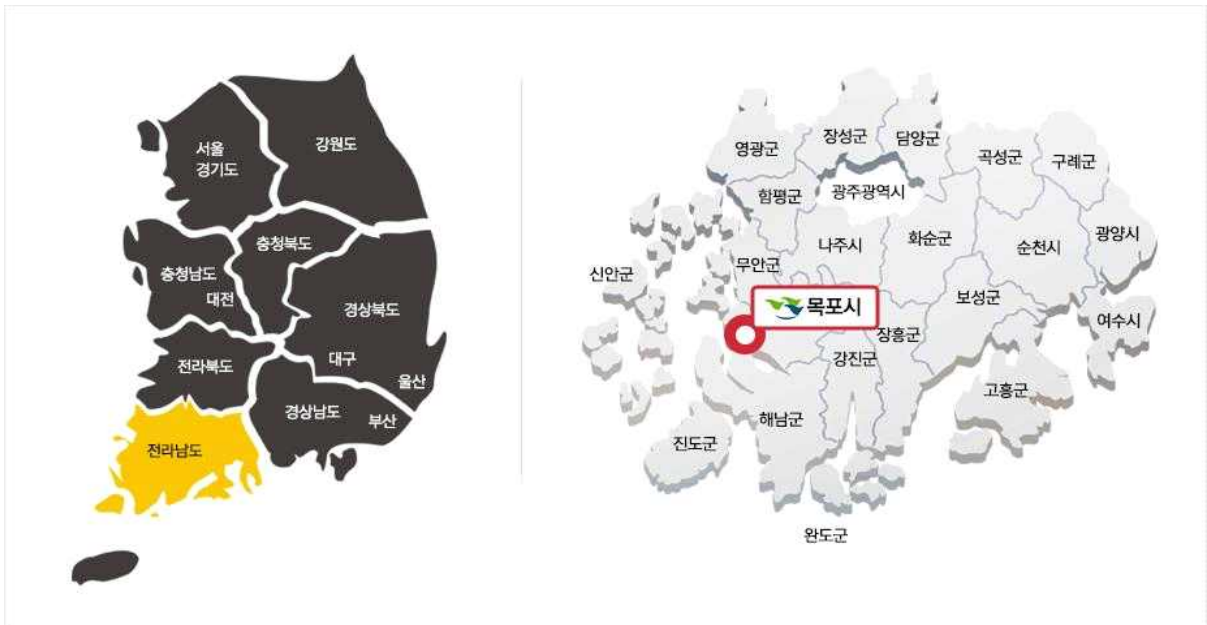 서울
경기도
강원도
충청북도
충청남도
대전
경상북도
대구
울산
전라북도
경상남도
부산
전라남도
영광군
장성군
담양군
곡성군
구례군
함평군
광주광역시
나주시
화순군
순천시
광양시
신안군
무안군
목포시
보성군
여수시
장흥군
강진군
고흥군
해남군
진도군
완도군